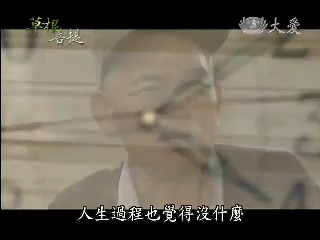 草根
菩提
大愛
人生過程也覺得沒什麼